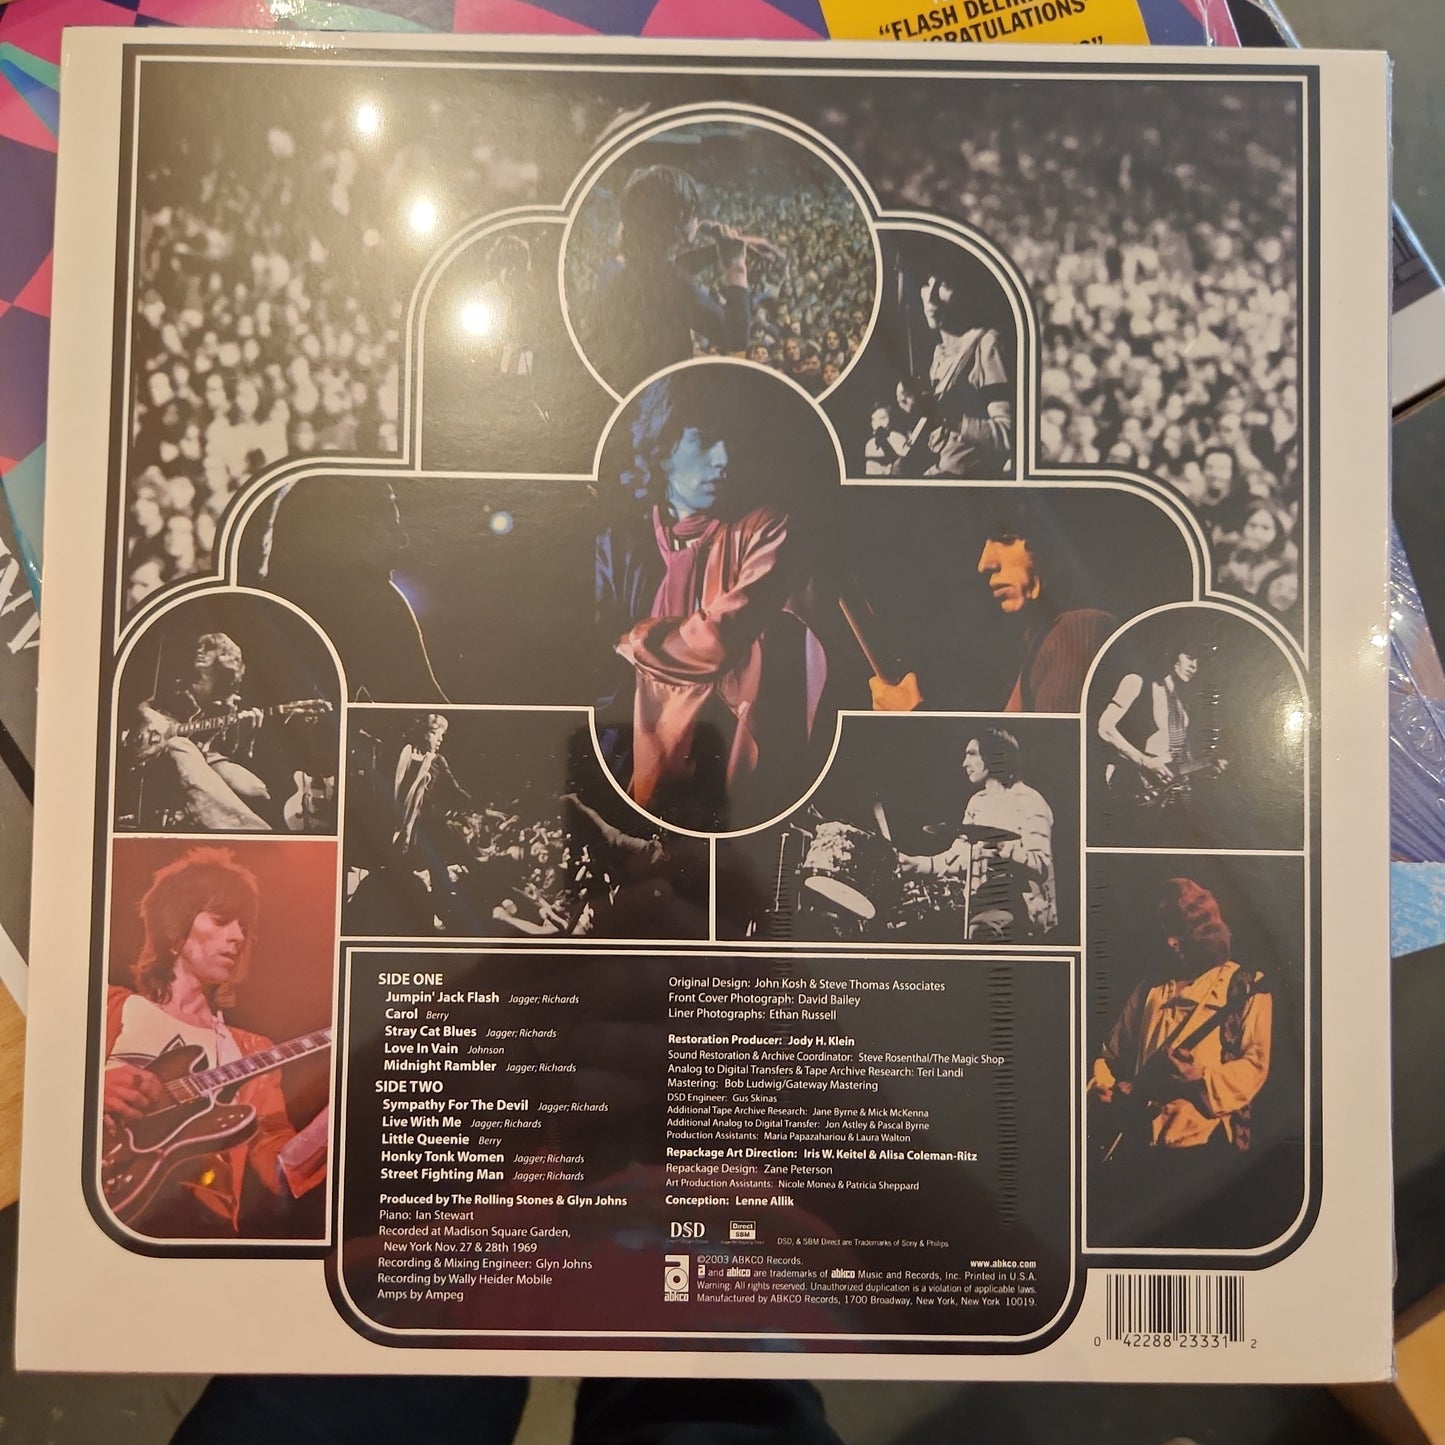 "FLASH DELI
RATULATIONS"
SIDE ONE
Jumpin' Jack Flash Jagger; Richards
Carol Berry
Stray Cat Blues Jagger; Richards
Love In Vain Johnson
Midnight Rambler Jagger; Richards
SIDE TWO
Sympathy For The Devil Jagger; Richards
Live With Me Jagger; Richards
Little Queenie Berry
Honky Tonk Women Jagger; Richards
Street Fighting Man Jagger; Richards
Produced by The Rolling Stones & Glyn Johns
Piano: Ian Stewart
Recorded at Madison Square Garden,
New York Nov. 27 & 28th 1969
Recording & Mixing Engineer: Glyn Johns
Recording by Wally Heider Mobile
Amps by Ampeg
Original Design: John Kosh & Steve Thomas Associates
Front Cover Photograph: David Bailey
Liner Photographs: Ethan Russell
Restoration Producer: Jody H. Klein
Sound Restoration & Archive Coordinator: Steve Rosenthal/The Magic Shop
Analog to Digital Transfers & Tape Archive Research: Teri Landi
Mastering: Bob Ludwig/Gateway Mastering
DSD Engineer: Gus Skinas
Additional Tape Archive Research: Jane Byrne & Mick McKenna
Additional Analog to Digital Transfer: Jon Astley & Pascal Byrne
Production Assistants: Maria Papazahariou & Laura Walton
Repackage Art Direction: Iris W. Keitel & Alisa Coleman-Ritz
Repackage Design: Zane Peterson
Art Production Assistants: Nicole Monea & Patricia Sheppard
Conception: Lenne Allik
DSD Direct SBM DSD, & SBM Direct are Trademarks of Sony & Philips
©2003 ABKCO Records. www.abkco.com
a and abkco are trademarks of abkco Music and Records, Inc. Printed in U.S.A.
Warning: All rights reserved. Unauthorized duplication is a violation of applicable laws.
abkco Manufactured by ABKCO Records, 1700 Broadway, New York, New York 10019.
0 42288 23331 2